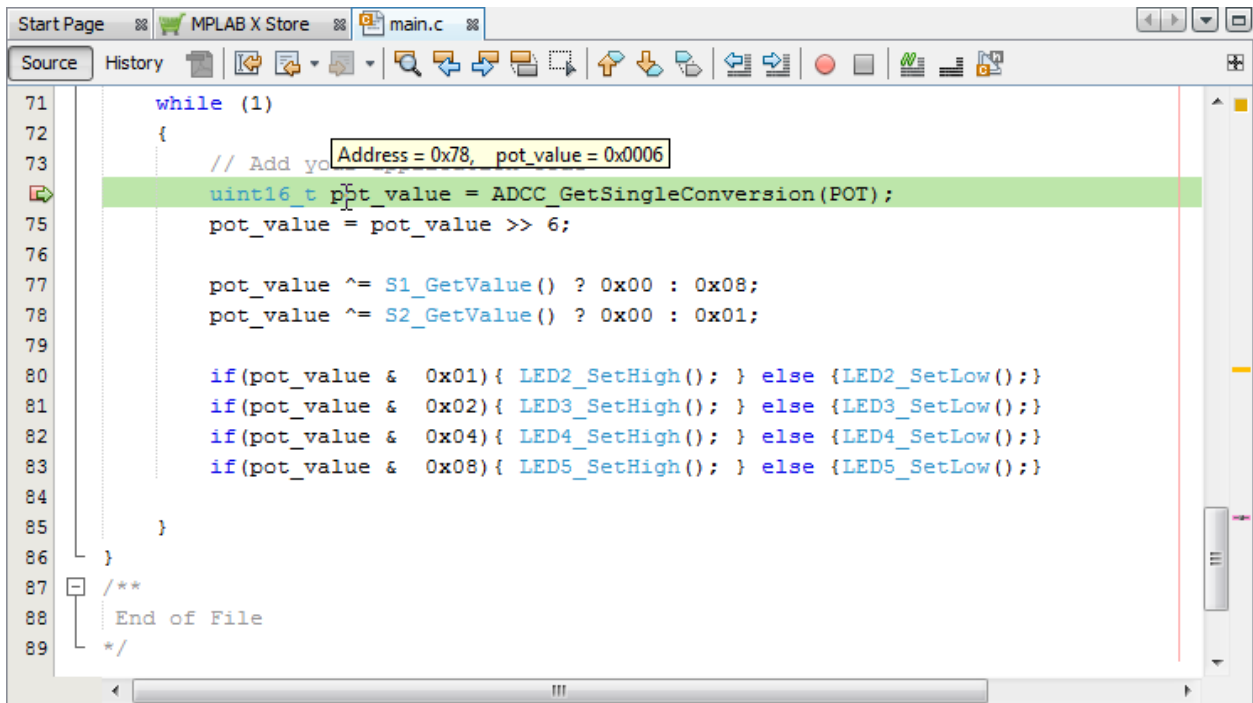 Start Page MPLAB X Store main.c
Source History
71 while (1)
72 {
Address = 0x78, pot_value = 0x0006
73 // Add
uint16_t pot_value = ADCC_GetSingleConversion(POT);
75 pot_value = pot_value >> 6;
76
77 pot_value ^= S1_GetValue() ? 0x00 : 0x08;
78 pot_value ^= S2_GetValue() ? 0x00 : 0x01;
79
80 if(pot_value &  0x01){ LED2_SetHigh(); } else {LED2_SetLow();}
81 if(pot_value &  0x02){ LED3_SetHigh(); } else {LED3_SetLow();}
82 if(pot_value &  0x04){ LED4_SetHigh(); } else {LED4_SetLow();}
83 if(pot_value &  0x08){ LED5_SetHigh(); } else {LED5_SetLow();}
84
85 }
86 }
87 /**
88 End of File
89 */